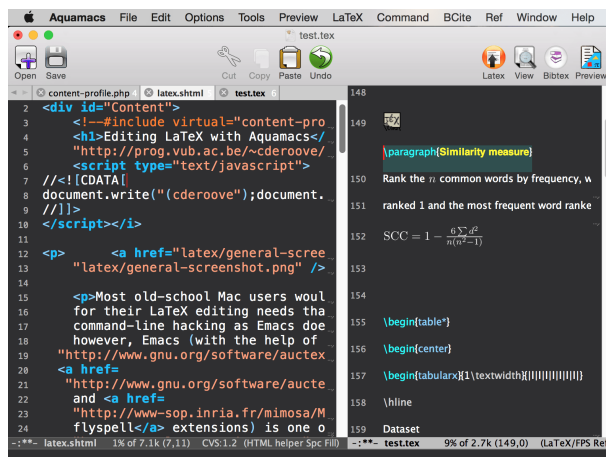 Aquamacs File Edit Options Tools Preview LaTeX Command BCite Ref Window Help
test.tex
Open Save Cut Copy Paste Undo Latex View Bibtex Preview
content-profile.php 4 latex.shtml test.tex 6
2 <div id="Content">
3 <!--#include virtual="content-pro
4 <h1>Editing LaTeX with Aquamacs</
5 "http://prog.vub.ac.be/~cderoove/
6 <script type="text/javascript">
7 //<![CDATA[
8 document.write("(cderoove");document.
9 //]]>
10 </script></i>
11
12 <p> <a href="latex/general-scree
13 "latex/general-screenshot.png" />
14
15 <p>Most old-school Mac users woul
16 for their LaTeX editing needs tha
17 command-line hacking as Emacs doe
18 however, Emacs (with the help of
19 "http://www.gnu.org/software/auctex
20 <a href=
21 "http://www.gnu.org/software/aucte
22 and <a href=
23 "http://www-sop.inria.fr/mimosa/M
24 flyspell</a> extensions) is one o
-:**- latex.shtml 1% of 7.1k (7,11) CVS:1.2 (HTML helper Spc Fill)
148
149
\paragraph{Similarity measure}
150 Rank the n common words by frequency, w
151 ranked 1 and the most frequent word ranke
152 SCC = 1 − 6∑d²/n(n²−1)
153
154
155 \begin{table*}
156 \begin{center}
157 \begin{tabularx}{1\textwidth}{|l|l|l|l|l|l|l|}
158 \hline
159 Dataset
-:**- test.tex 9% of 2.7k (149,0) (LaTeX/FPS Ref